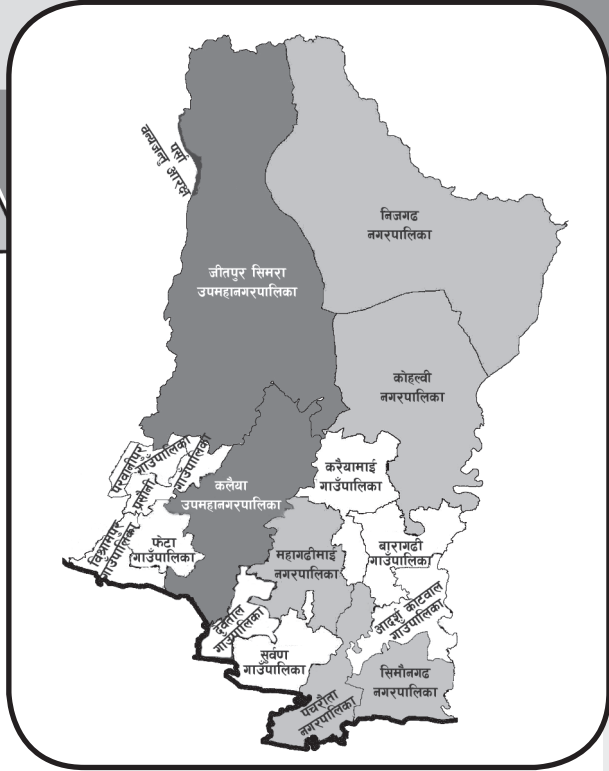 पर्सा
वन्यजन्तु आरक्ष
निजगढ
नगरपालिका
जीतपुर सिमरा
उपमहानगरपालिका
कोहल्वी
नगरपालिका
परवानीपुर
गाउँपालिका
प्रसौनी
गाउँपालिका
करैयामाई
गाउँपालिका
कलैया
उपमहानगरपालिका
विश्रामपुर
गाउँपालिका
फेटा
गाउँपालिका
महागढीमाई
नगरपालिका
बारागढी
गाउँपालिका
आदर्श कोटवाल
गाउँपालिका
देवताल
गाउँपालिका
सुर्वण
गाउँपालिका
सिमौनगढ
नगरपालिका
पचरौता
नगरपालिका